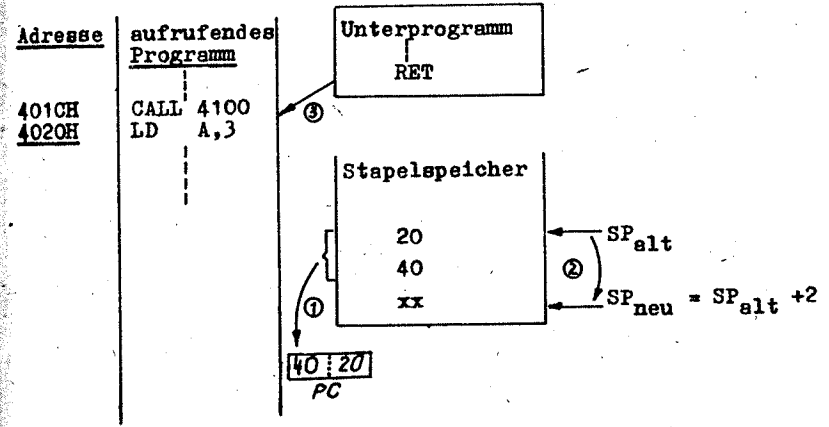 Adresse
aufrufendes
Programm
401CH CALL 4100
4020H LD A,3
Unterprogramm
RET
③
Stapelspeicher
20
40
xx
SPalt
②
SPneu = SPalt +2
①
40 20
PC